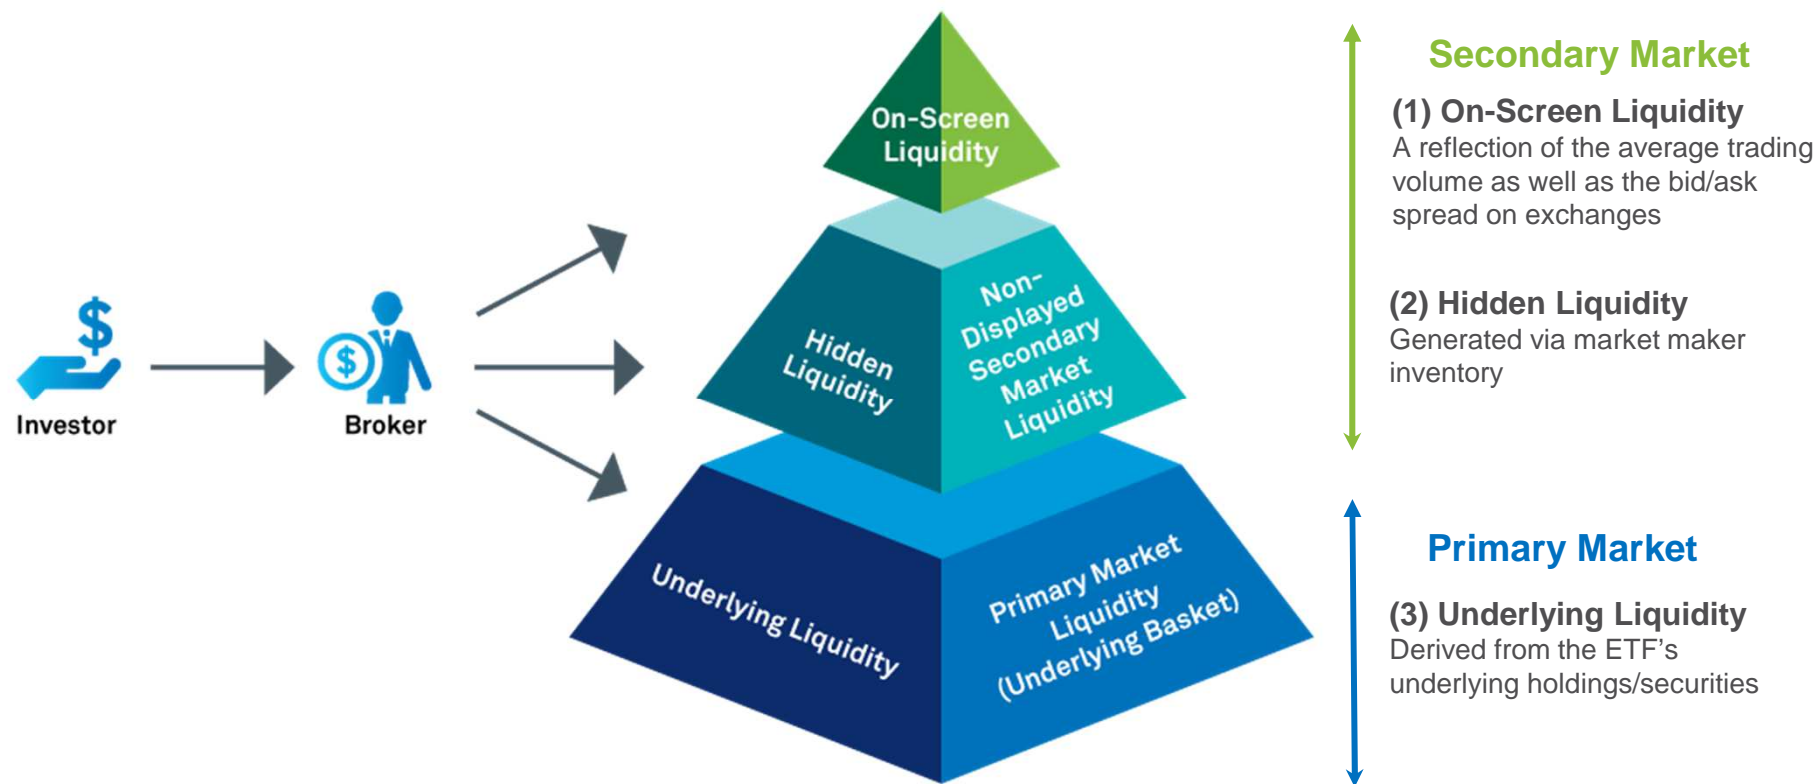 Investor
$
$
Broker
On-Screen
Liquidity
Hidden
Liquidity
Non-
Displayed
Secondary
Market
Liquidity
Underlying Liquidity
Primary Market
Liquidity
(Underlying Basket)
Secondary Market
(1) On-Screen Liquidity
A reflection of the average trading
volume as well as the bid/ask
spread on exchanges
(2) Hidden Liquidity
Generated via market maker
inventory
Primary Market
(3) Underlying Liquidity
Derived from the ETF’s
underlying holdings/securities